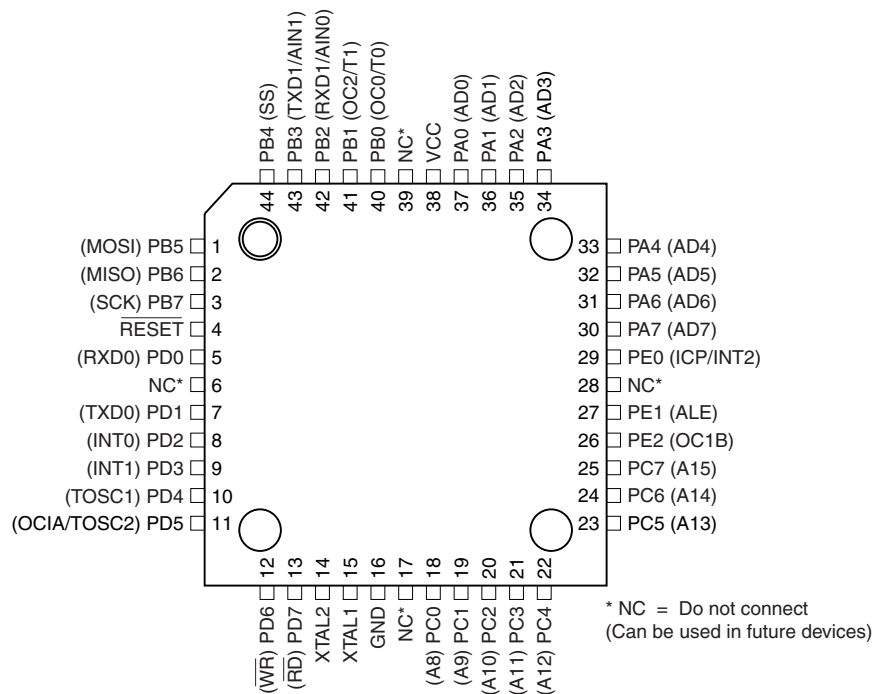 PB4 (SS)
PB3 (TXD1/AIN1)
PB2 (RXD1/AIN0)
PB1 (OC2/T1)
PB0 (OC0/T0)
NC*
VCC
PA0 (AD0)
PA1 (AD1)
PA2 (AD2)
PA3 (AD3)
44
43
42
41
40
39
38
37
36
35
34
(MOSI) PB5 1
(MISO) PB6 2
(SCK) PB7 3
RESET 4
(RXD0) PD0 5
NC* 6
(TXD0) PD1 7
(INT0) PD2 8
(INT1) PD3 9
(TOSC1) PD4 10
(OCIA/TOSC2) PD5 11
33 PA4 (AD4)
32 PA5 (AD5)
31 PA6 (AD6)
30 PA7 (AD7)
29 PE0 (ICP/INT2)
28 NC*
27 PE1 (ALE)
26 PE2 (OC1B)
25 PC7 (A15)
24 PC6 (A14)
23 PC5 (A13)
12
13
14
15
16
17
18
19
20
21
22
(WR) PD6
(RD) PD7
XTAL2
XTAL1
GND
NC*
(A8) PC0
(A9) PC1
(A10) PC2
(A11) PC3
(A12) PC4
* NC = Do not connect
(Can be used in future devices)